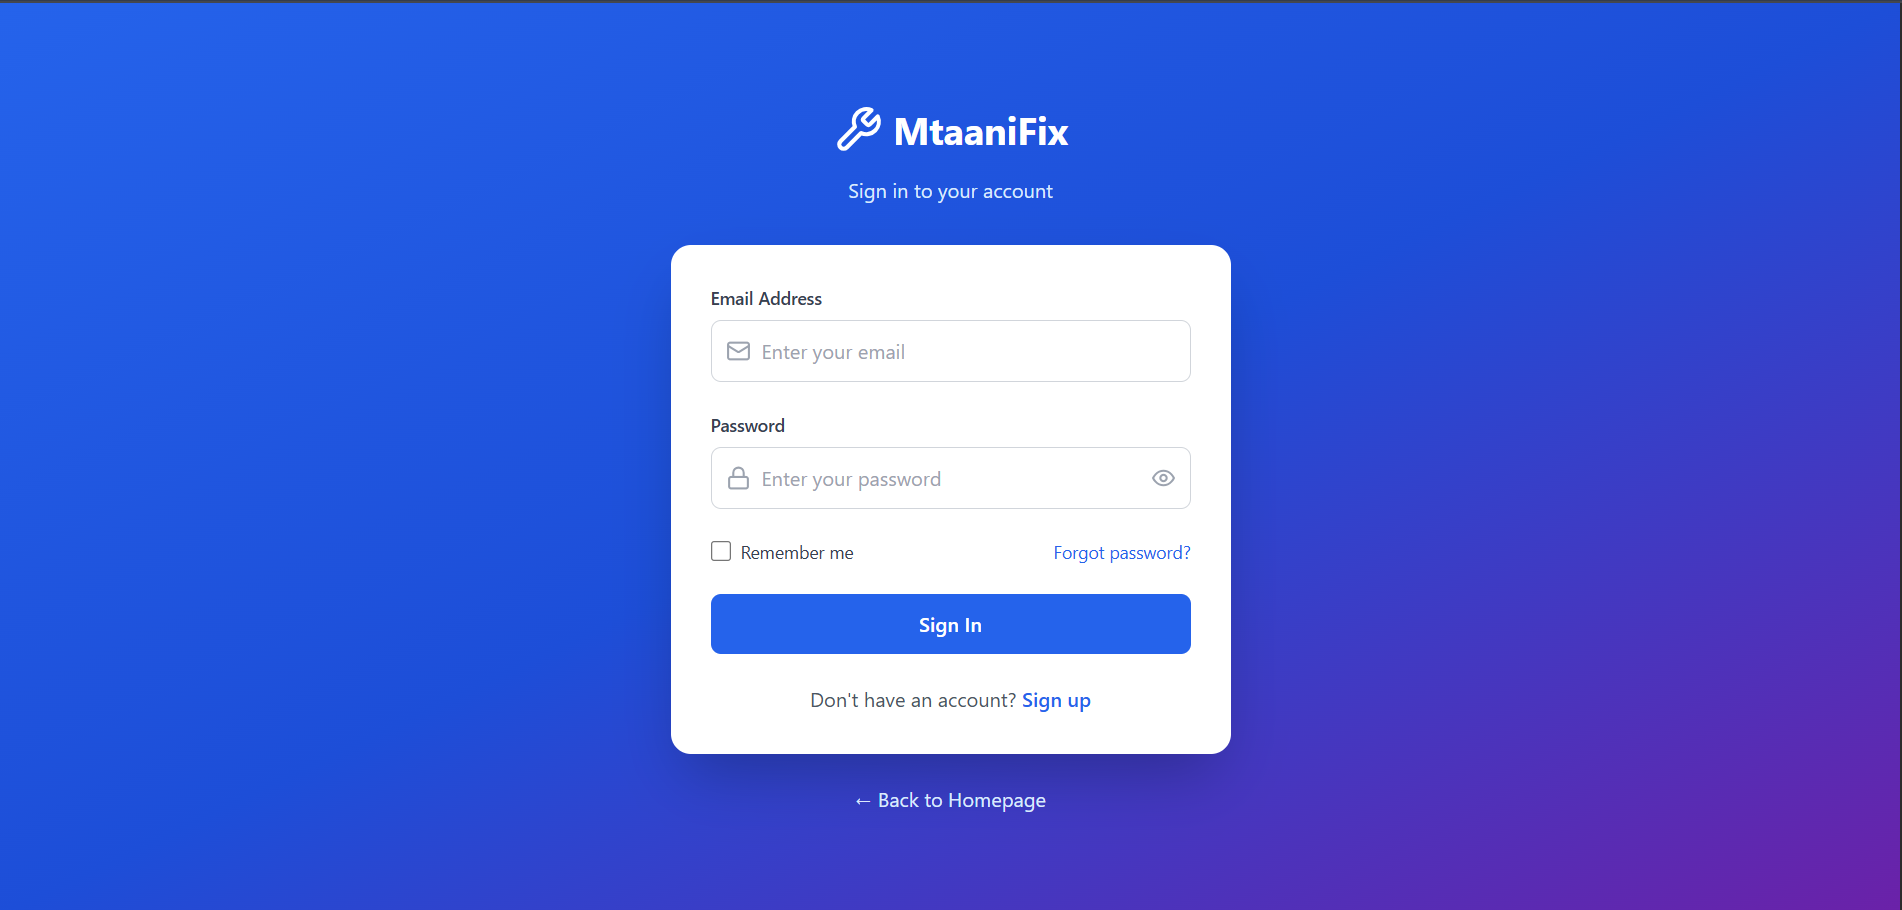 MtaaniFix
Sign in to your account
Email Address
Enter your email
Password
Enter your password
Remember me
Forgot password?
Sign In
Don't have an account? Sign up
← Back to Homepage